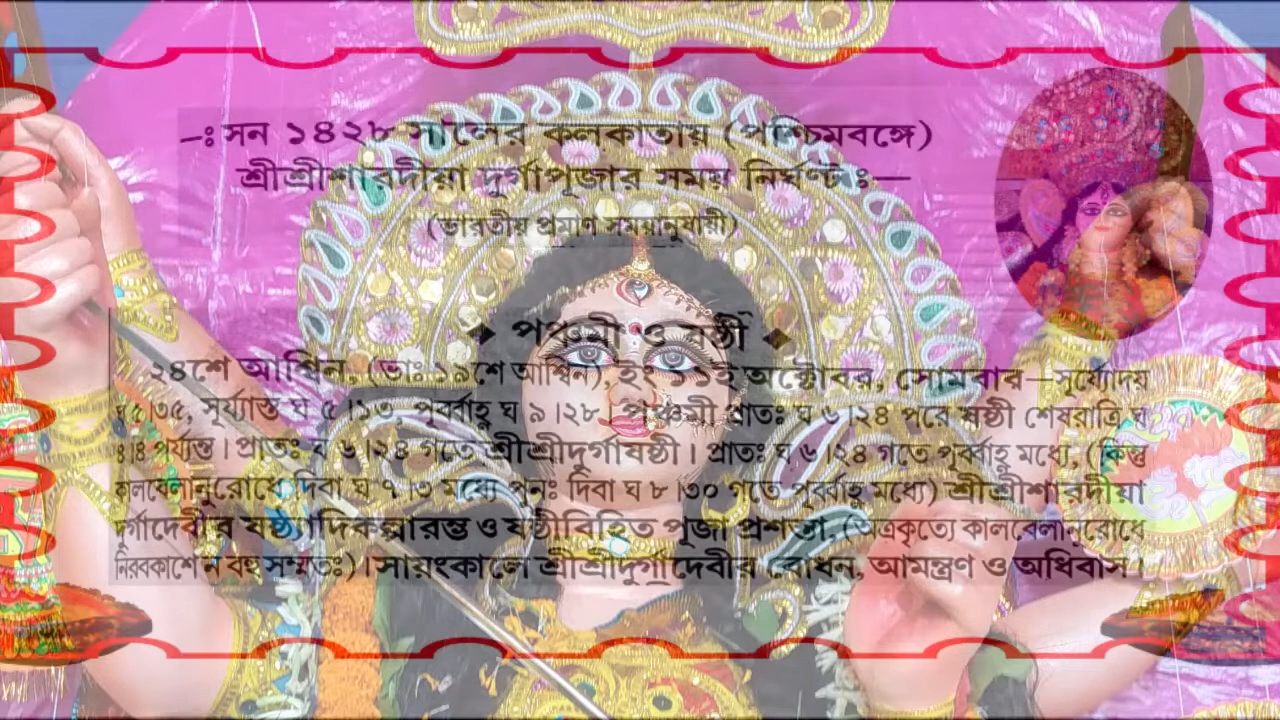 –ঃ সন ১৪২৮ সালের কলকাতায় (পশ্চিমবঙ্গে)
শ্রীশ্রীশারদীয়া দুর্গাপূজার সময় নির্ঘণ্ট ঃ—
(ভারতীয় প্রমাণ সময়ানুযায়ী)
◆ পঞ্চমী ও ষষ্ঠী ◆
২৪শে আশ্বিন, (ভাঃ ১৯শে আশ্বিন), ইং ১১ই অক্টোবর, সোমবার—সূর্য্যোদয়
ঘ ৫।৩৫, সূর্য্যাস্ত ঘ ৫।১৩, পূর্ব্বাহ্ণ ঘ ৯।২৮। পঞ্চমী প্রাতঃ ঘ ৬।২৪ পরে ষষ্ঠী শেষরাত্রি ঘ
৪।৪ পর্য্যন্ত। প্রাতঃ ঘ ৬।২৪ গতে শ্রীশ্রীদুর্গাষষ্ঠী। প্রাতঃ ঘ ৬।২৪ গতে পূর্ব্বাহ্ণ মধ্যে, (কিন্তু
কালবেলানুরোধে দিবা ঘ ৭।৩ মধ্যে পুনঃ দিবা ঘ ৮।৩০ গতে পূর্ব্বাহ্ণ মধ্যে) শ্রীশ্রীশারদীয়া
দুর্গাদেবীর ষষ্ঠ্যাদিকল্পারম্ভ ও ষষ্ঠীবিহিত পূজা প্রশস্তা। (অত্রকৃত্যে কালবেলানুরোধে
নিরবকাশে ন বহু সম্মতঃ)। সায়ংকালে শ্রীশ্রীদুর্গাদেবীর বোধন, আমন্ত্রণ ও অধিবাস।